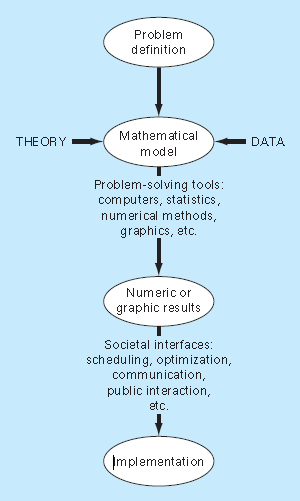 Problem
definition
THEORY
Mathematical
model
DATA
Problem-solving tools:
computers, statistics,
numerical methods,
graphics, etc.
Numeric or
graphic results
Societal interfaces:
scheduling, optimization,
communication,
public interaction,
etc.
Implementation